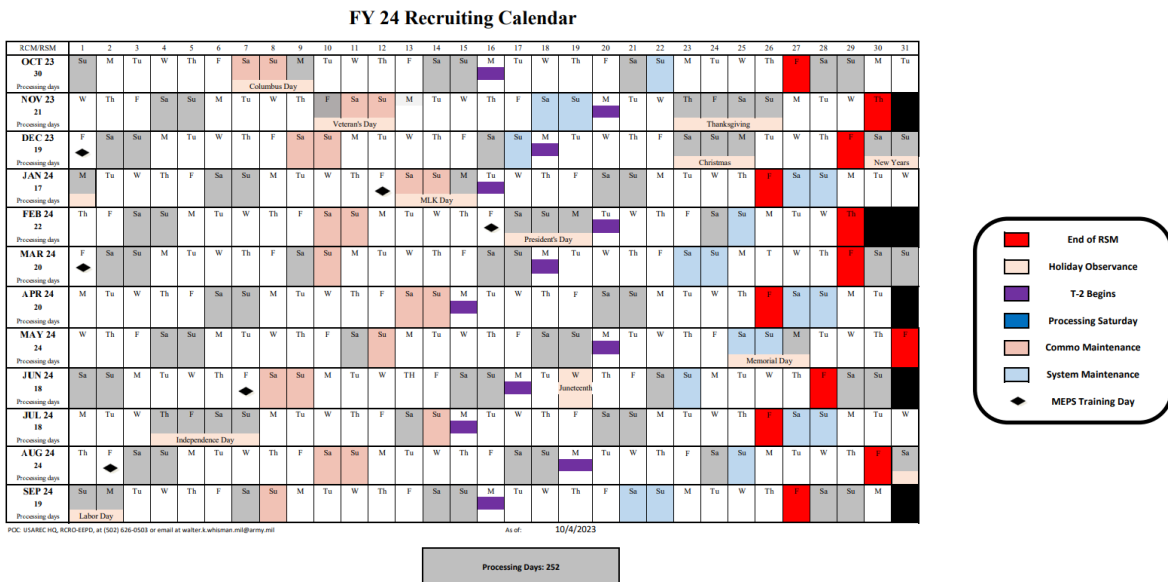 FY 24 Recruiting Calendar
RCM/RSM 1 2 3 4 5 6 7 8 9 10 11 12 13 14 15 16 17 18 19 20 21 22 23 24 25 26 27 28 29 30 31
OCT 23 Su M Tu W Th F Sa Su M Tu W Th F Sa Su M Tu W Th F Sa Su M Tu W Th F Sa Su M Tu
30
Processing days Columbus Day
NOV 23 W Th F Sa Su M Tu W Th F Sa Su M Tu W Th F Sa Su M Tu W Th F Sa Su M Tu W Th
21
Processing days Veteran's Day Thanksgiving
DEC 23 F Sa Su M Tu W Th F Sa Su M Tu W Th F Sa Su M Tu W Th F Sa Su M Tu W Th F Sa Su
19
Processing days Christmas New Years
JAN 24 M Tu W Th F Sa Su M Tu W Th F Sa Su M Tu W Th F Sa Su M Tu W Th F Sa Su M Tu W
17
Processing days MLK Day
FEB 24 Th F Sa Su M Tu W Th F Sa Su M Tu W Th F Sa Su M Tu W Th F Sa Su M Tu W Th
22
Processing days President's Day
MAR 24 F Sa Su M Tu W Th F Sa Su M Tu W Th F Sa Su M Tu W Th F Sa Su M T W Th F Sa Su
20
Processing days
APR 24 M Tu W Th F Sa Su M Tu W Th F Sa Su M Tu W Th F Sa Su M Tu W Th F Sa Su M Tu
20
Processing days
MAY 24 W Th F Sa Su M Tu W Th F Sa Su M Tu W Th F Sa Su M Tu W Th F Sa Su M Tu W Th F
24
Processing days Memorial Day
JUN 24 Sa Su M Tu W Th F Sa Su M Tu W TH F Sa Su M Tu W Th F Sa Su M Tu W Th F Sa Su
18 Juneteenth
Processing days
JUL 24 M Tu W Th F Sa Su M Tu W Th F Sa Su M Tu W Th F Sa Su M Tu W Th F Sa Su M Tu W
18
Processing days Independence Day
AUG 24 Th F Sa Su M Tu W Th F Sa Su M Tu W Th F Sa Su M Tu W Th F Sa Su M Tu W Th F Sa
24
Processing days
SEP 24 Su M Tu W Th F Sa Su M Tu W Th F Sa Su M Tu W Th F Sa Su M Tu W Th F Sa Su M
19
Processing days Labor Day
POC: USAREC HQ, RCRO-EEPD, at (502) 626-0503 or email at walter.k.whisman.mil@army.mil As of: 10/4/2023
Processing Days: 252
End of RSM
Holiday Observance
T-2 Begins
Processing Saturday
Commo Maintenance
System Maintenance
MEPS Training Day